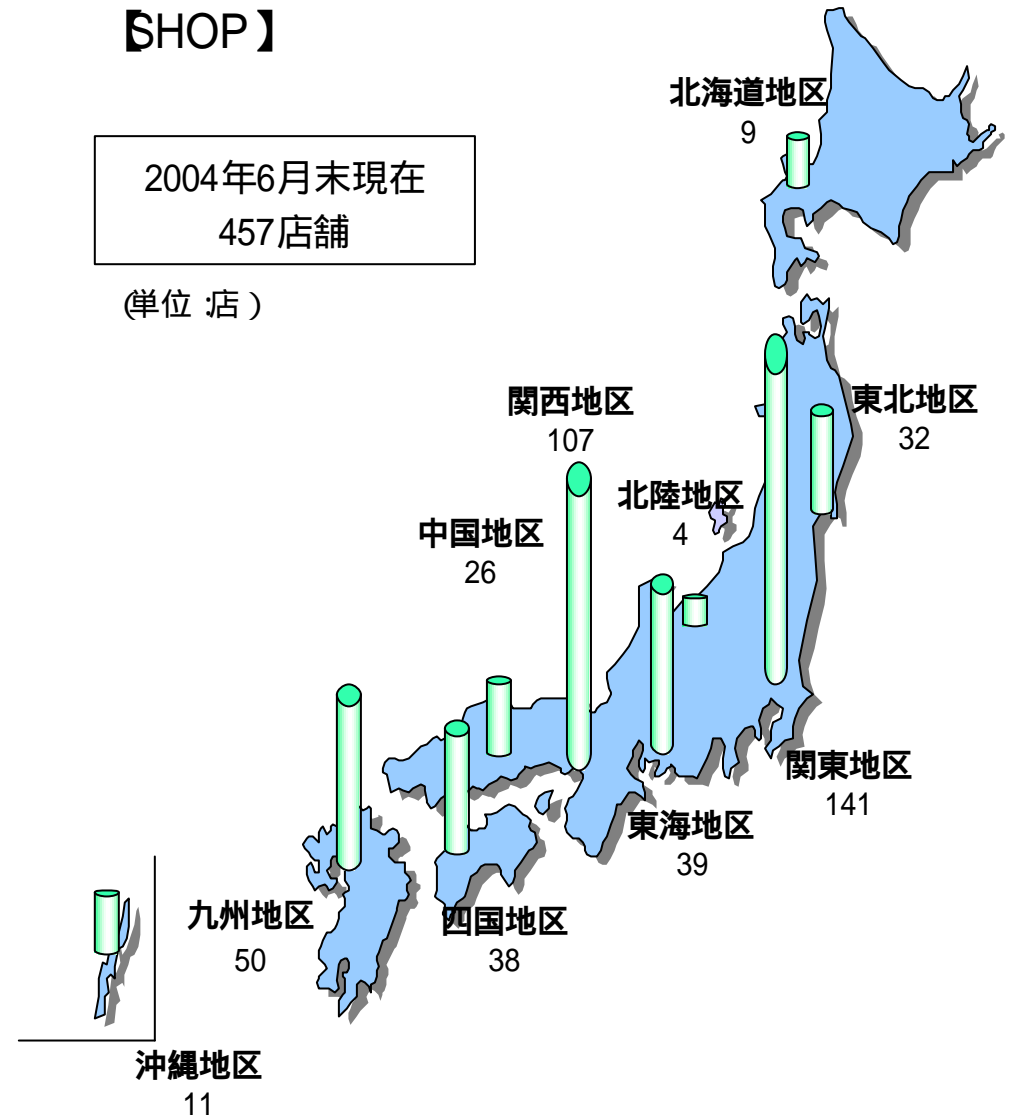 【SHOP】
2004年6月末現在
457店舗
(単位:店)
北海道地区
9
東北地区
32
関西地区
107
北陸地区
4
中国地区
26
関東地区
141
東海地区
39
九州地区
50
四国地区
38
沖縄地区
11